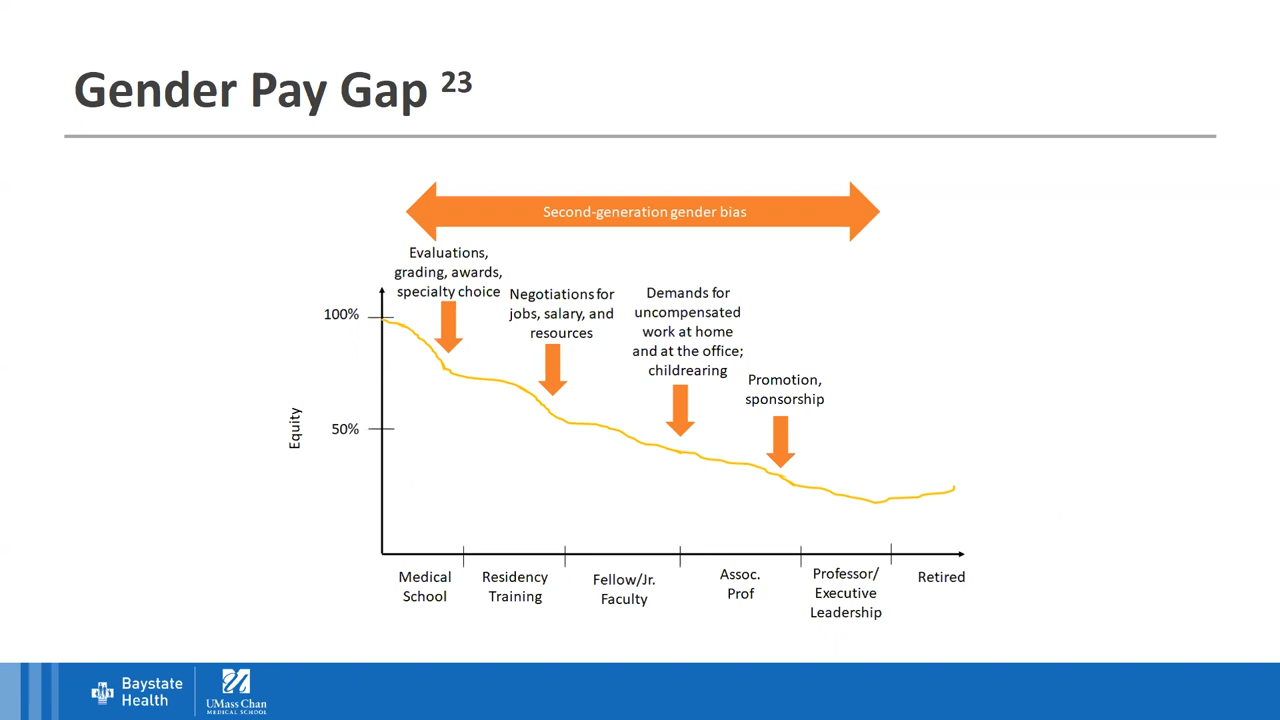 Gender Pay Gap 23
Second-generation gender bias
Evaluations,
grading, awards,
specialty choice
Negotiations for
jobs, salary, and
resources
Demands for
uncompensated
work at home
and at the office;
childrearing
Promotion,
sponsorship
100%
50%
Equity
Medical
School
Residency
Training
Fellow/Jr.
Faculty
Assoc.
Prof
Professor/
Executive
Leadership
Retired
Baystate
Health
UMass Chan
MEDICAL SCHOOL